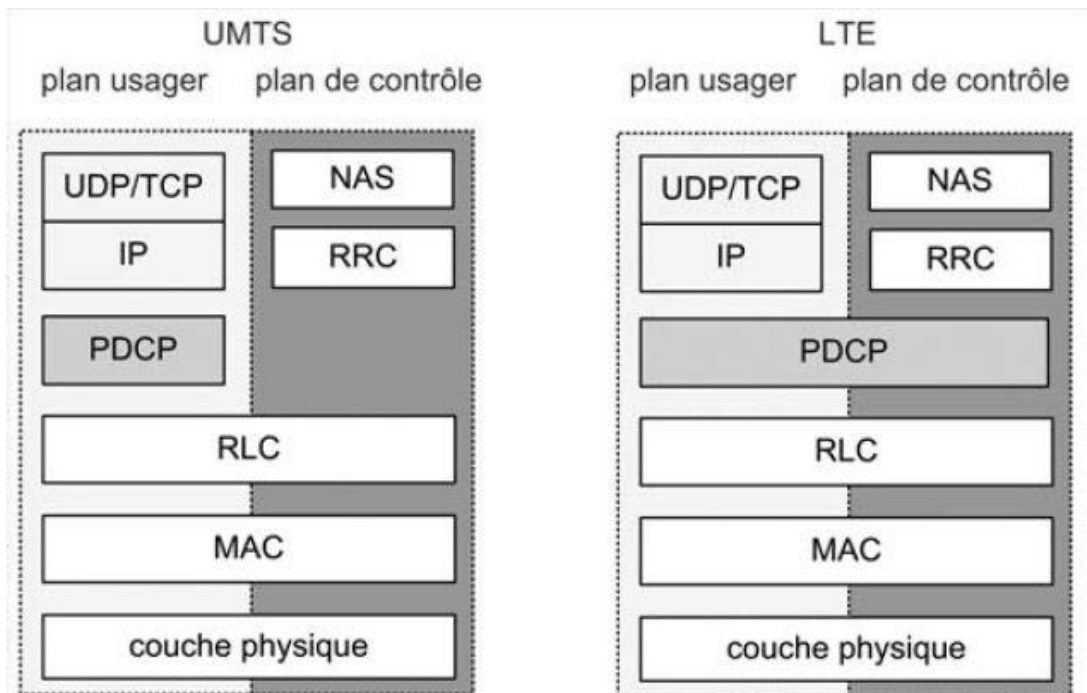 UMTS
plan usager plan de contrôle
UDP/TCP
IP
NAS
RRC
PDCP
RLC
MAC
couche physique
LTE
plan usager plan de contrôle
UDP/TCP
IP
NAS
RRC
PDCP
RLC
MAC
couche physique